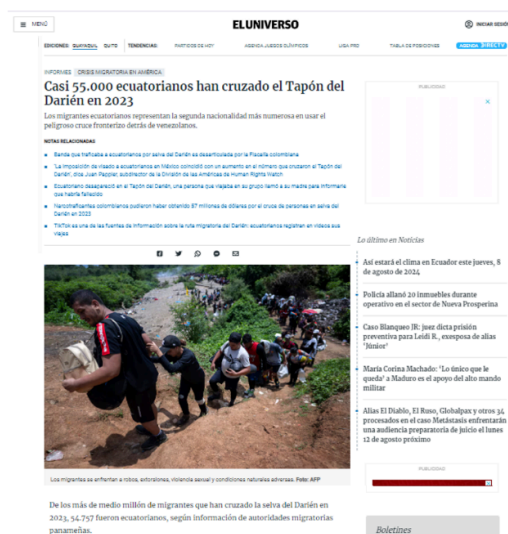 MENÚ
EL UNIVERSO
INICIAR SESIÓN
EDICIONES: GUAYAQUIL QUITO TENDENCIAS: PARTIDOS DE HOY AGENDA JUEGOS OLÍMPICOS LIGA PRO TABLA DE POSICIONES AGENDA DIRECTV
INFORMES CRISIS MIGRATORIA EN AMÉRICA
Casi 55.000 ecuatorianos han cruzado el Tapón del
Darién en 2023
Los migrantes ecuatorianos representan la segunda nacionalidad más numerosa en usar el
peligroso cruce fronterizo detrás de venezolanos.
NOTAS RELACIONADAS
Banda que traficaba a ecuatorianos por selva del Darién es desarticulada por la Fiscalía colombiana
'La imposición de visado a ecuatorianos en México coincidió con un aumento en el número que cruzaron el Tapón del
Darién', dice Juan Pappier, subdirector de la División de las Américas de Human Rights Watch
Ecuatoriano desapareció en el Tapón del Darién, una persona que viajaba en su grupo llamó a su madre para informarle
que habría fallecido
Narcotraficantes colombianos pudieron haber obtenido 87 millones de dólares por el cruce de personas en selva del
Darién en 2023
TikTok es una de las fuentes de información sobre la ruta migratoria del Darién: ecuatorianos registran en videos sus
viajes
Los migrantes se enfrentan a robos, extorsiones, violencia sexual y condiciones naturales adversas. Foto: AFP
De los más de medio millón de migrantes que han cruzado la selva del Darién en
2023, 54.757 fueron ecuatorianos, según información de autoridades migratorias
panameñas.
PUBLICIDAD
Lo último en Noticias
Así estará el clima en Ecuador este jueves, 8
de agosto de 2024
Policía allanó 20 inmuebles durante
operativo en el sector de Nueva Prosperina
Caso Blanqueo JR: juez dicta prisión
preventiva para Leidi R., exesposa de alias
'Júnior'
María Corina Machado: 'Lo único que le
queda' a Maduro es el apoyo del alto mando
militar
Alias El Diablo, El Ruso, Globalpax y otros 34
procesados en el caso Metástasis enfrentarán
una audiencia preparatoria de juicio el lunes
12 de agosto próximo
PUBLICIDAD
Boletines